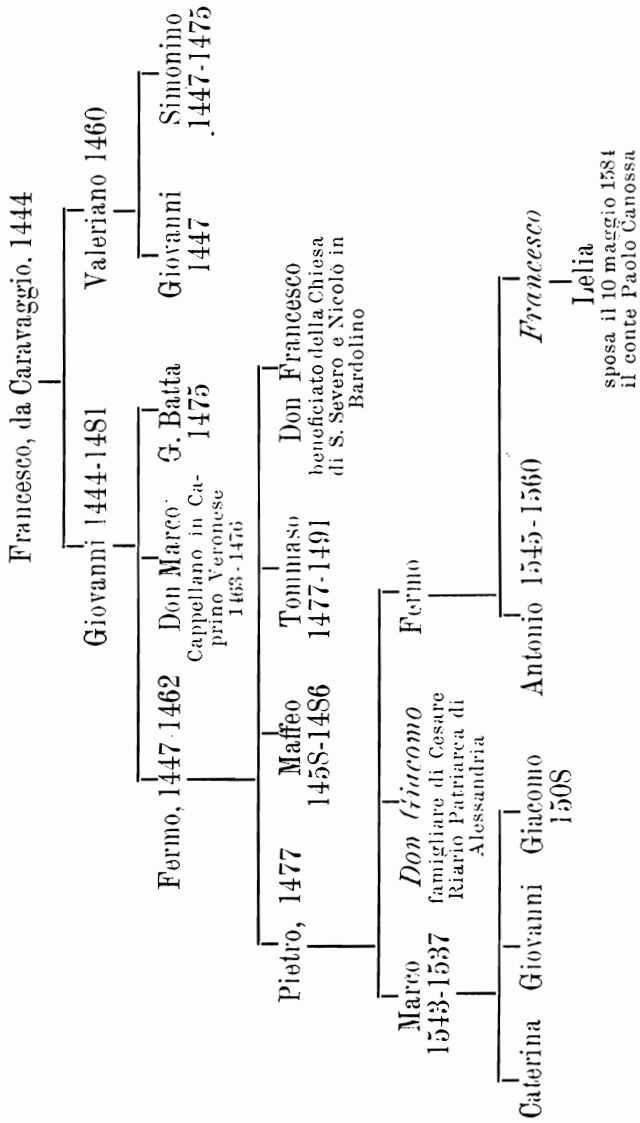 Francesco, da Caravaggio. 1444
Giovanni 1444-1481
Valeriano 1460
Fermo, 1447-1462
Don Marco
Cappellano in Ca-
prino Veronese
1463-1476
G. Batta
1475
Giovanni
1447
Simonino
1447-1475
Pietro, 1477
Maffeo
1458-1486
Tommaso
1477-1491
Don Francesco
beneficiato della Chiesa
di S. Severo e Nicolò in
Bardolino
Marco
1543-1537
Don Giacomo
famigliare di Cesare
Riario Patriarca di
Alessandria
Fermo
Caterina
Giovanni
Giacomo
1508
Antonio 1545-1560
Francesco
Lelia
sposa il 10 maggio 1584
il conte Paolo Canossa